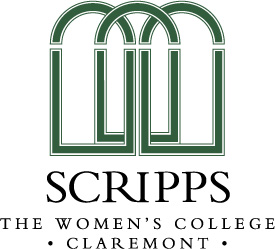 SCRIPPS
THE WOMEN'S COLLEGE
• CLAREMONT •